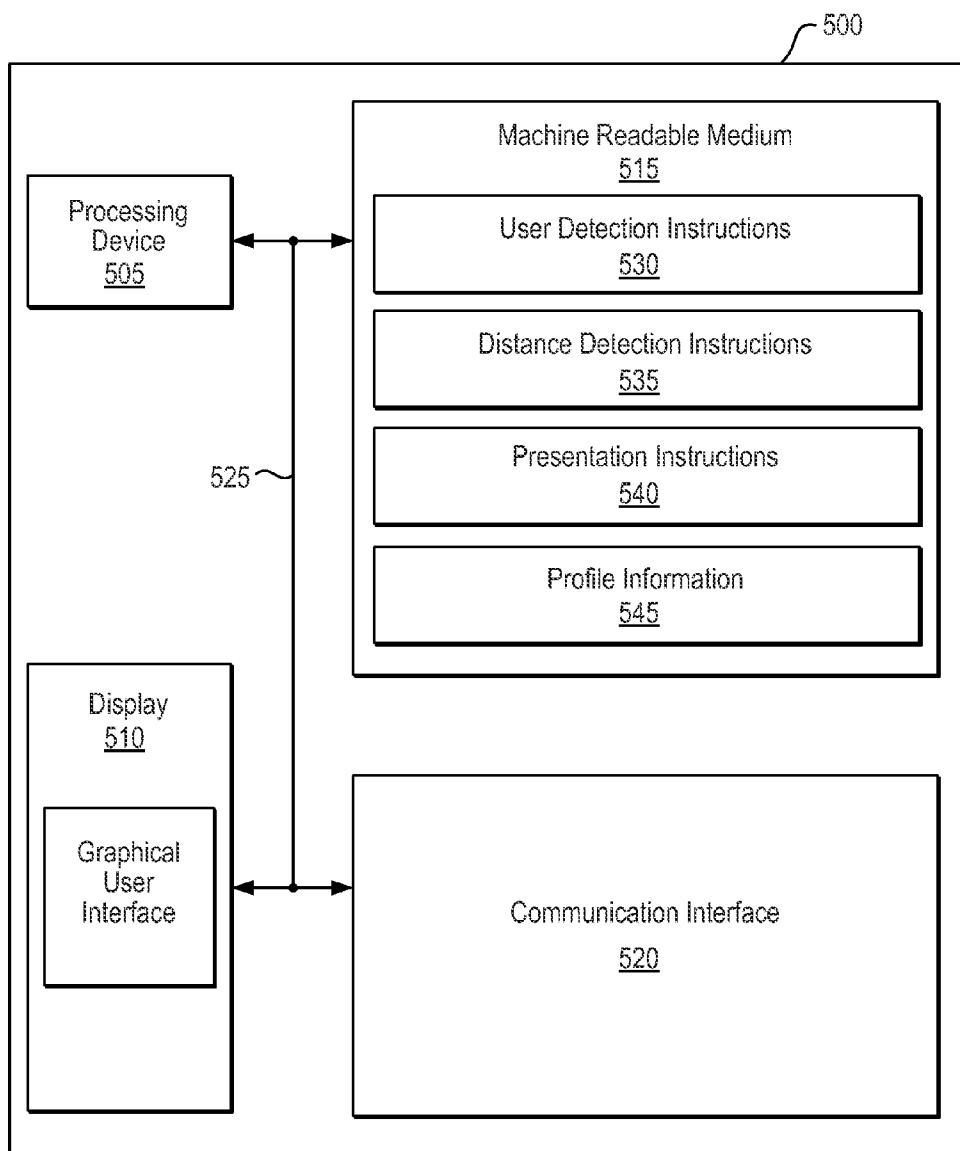 500
Machine Readable Medium
515
Processing
Device
505
User Detection Instructions
530
Distance Detection Instructions
535
Presentation Instructions
540
525
Profile Information
545
Display
510
Graphical
User
Interface
Communication Interface
520